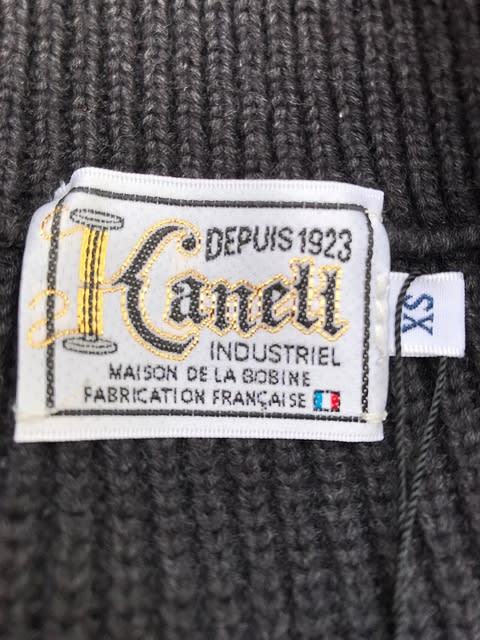 DEPUIS 1923
Kanell
INDUSTRIEL
MAISON DE LA BOBINE
FABRICATION FRANÇAISE
XS